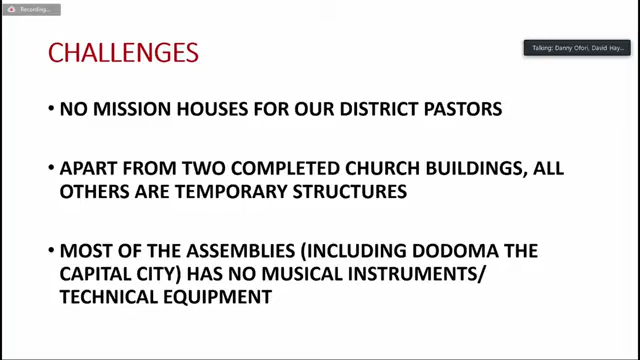 Recording...
Talking: Danny Ofori, David Hay...
CHALLENGES
• NO MISSION HOUSES FOR OUR DISTRICT PASTORS
• APART FROM TWO COMPLETED CHURCH BUILDINGS, ALL
OTHERS ARE TEMPORARY STRUCTURES
• MOST OF THE ASSEMBLIES (INCLUDING DODOMA THE
CAPITAL CITY) HAS NO MUSICAL INSTRUMENTS/
TECHNICAL EQUIPMENT